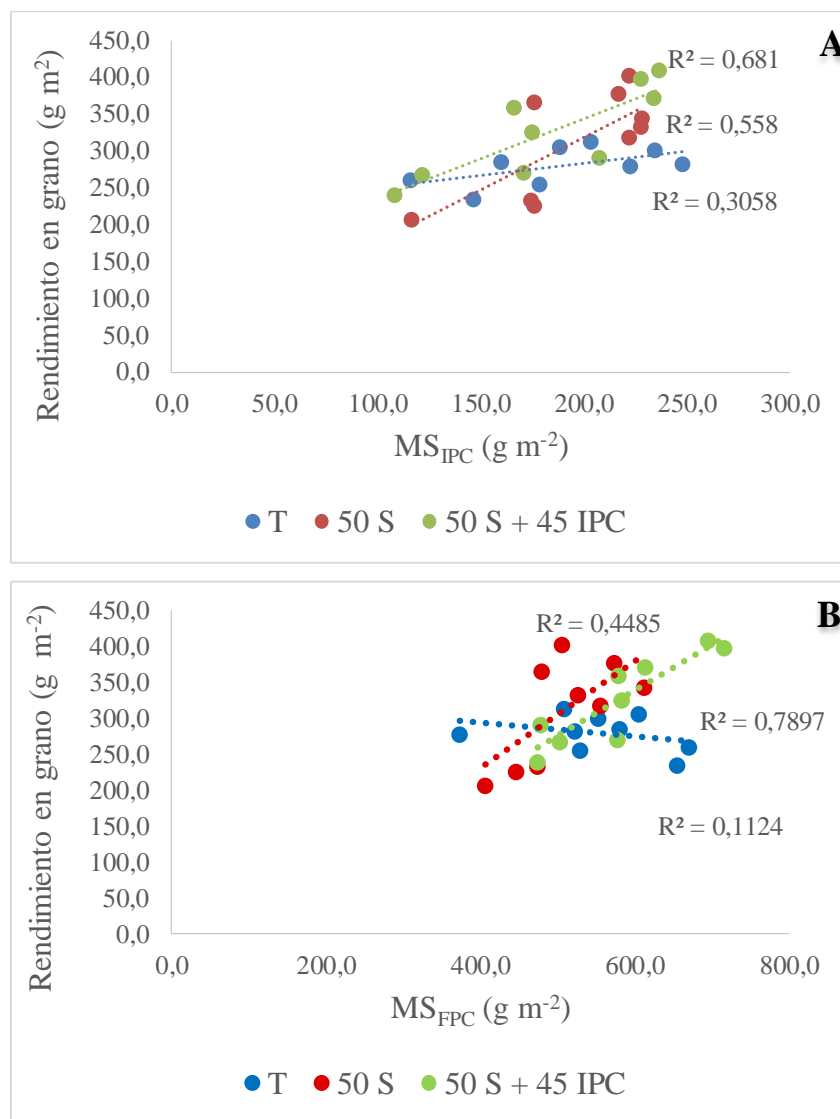 A
Rendimiento en grano (g m²)
450,0
400,0
350,0
300,0
250,0
200,0
150,0
100,0
50,0
0,0
R² = 0,681
R² = 0,558
R² = 0,3058
0,0 50,0 100,0 150,0 200,0 250,0 300,0
MS_IPC (g m⁻²)
T 50 S 50 S + 45 IPC
B
Rendimiento en grano (g m⁻²)
450,0
400,0
350,0
300,0
250,0
200,0
150,0
100,0
50,0
0,0
R² = 0,4485
R² = 0,7897
R² = 0,1124
0,0 200,0 400,0 600,0 800,0
MS_FPC (g m⁻²)
T 50 S 50 S + 45 IPC